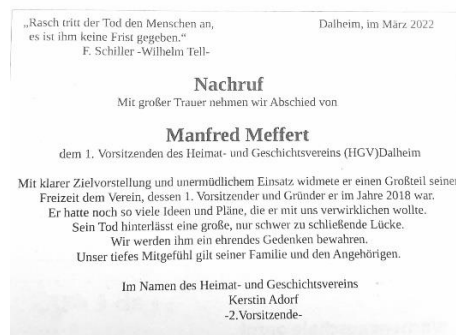 „Rasch tritt der Tod den Menschen an,
es ist ihm keine Frist gegeben.“
F. Schiller -Wilhelm Tell-
Dalheim, im März 2022
Nachruf
Mit großer Trauer nehmen wir Abschied von
Manfred Meffert
dem 1. Vorsitzenden des Heimat- und Geschichtsvereins (HGV)Dalheim
Mit klarer Zielvorstellung und unermüdlichem Einsatz widmete er einen Großteil seiner
Freizeit dem Verein, dessen 1. Vorsitzender und Gründer er im Jahre 2018 war.
Er hatte noch so viele Ideen und Pläne, die er mit uns verwirklichen wollte.
Sein Tod hinterlässt eine große, nur schwer zu schließende Lücke.
Wir werden ihm ein ehrendes Gedenken bewahren.
Unser tiefes Mitgefühl gilt seiner Familie und den Angehörigen.
Im Namen des Heimat- und Geschichtsvereins
Kerstin Adorf
-2.Vorsitzende-